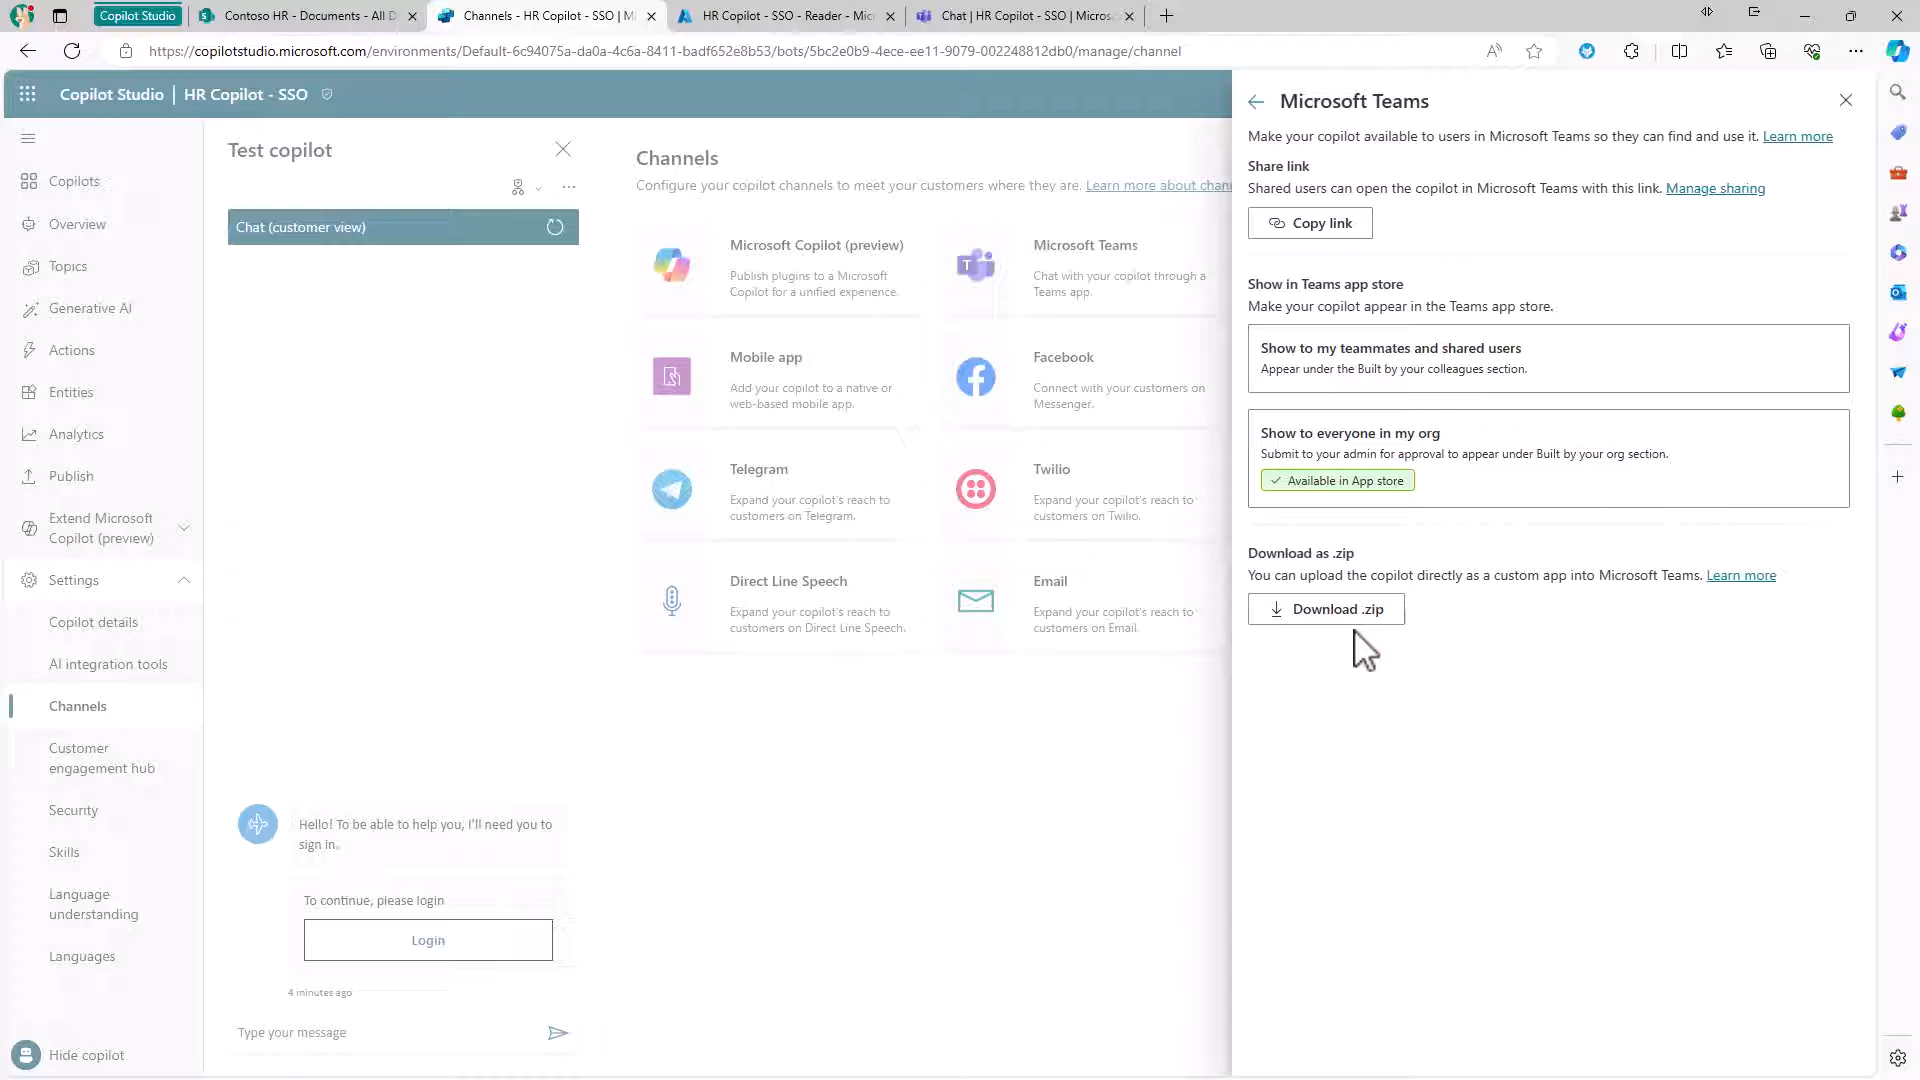 Copilot Studio
Contoso HR - Documents - All D
Channels - HR Copilot - SSO | Mi
HR Copilot - SSO - Reader - Mic
Chat | HR Copilot - SSO | Micros
https://copilotstudio.microsoft.com/environments/Default-6c94075a-da0a-4c6a-8411-badf652e8b53/bots/5bc2e0b9-4ece-ee11-9079-002248812db0/manage/channel
Copilot Studio | HR Copilot - SSO
Copilots
Overview
Topics
Generative AI
Actions
Entities
Analytics
Publish
Extend Microsoft
Copilot (preview)
Settings
Copilot details
AI integration tools
Channels
Customer
engagement hub
Security
Skills
Language
understanding
Languages
Hide copilot
Test copilot
Chat (customer view)
Hello! To be able to help you, I'll need you to
sign in.
To continue, please login
Login
4 minutes ago
Type your message
Channels
Configure your copilot channels to meet your customers where they are. Learn more about chann
Microsoft Copilot (preview)
Publish plugins to a Microsoft
Copilot for a unified experience.
Microsoft Teams
Chat with your copilot through a
Teams app.
Mobile app
Add your copilot to a native or
web-based mobile app.
Facebook
Connect with your customers on
Messenger.
Telegram
Expand your copilot's reach to
customers on Telegram.
Twilio
Expand your copilot's reach to
customers on Twilio.
Direct Line Speech
Expand your copilot's reach to
customers on Direct Line Speech.
Email
Expand your copilot's reach to
customers on Email.
Microsoft Teams
Make your copilot available to users in Microsoft Teams so they can find and use it. Learn more
Share link
Shared users can open the copilot in Microsoft Teams with this link. Manage sharing
Copy link
Show in Teams app store
Make your copilot appear in the Teams app store.
Show to my teammates and shared users
Appear under the Built by your colleagues section.
Show to everyone in my org
Submit to your admin for approval to appear under Built by your org section.
Available in App store
Download as .zip
You can upload the copilot directly as a custom app into Microsoft Teams. Learn more
Download .zip